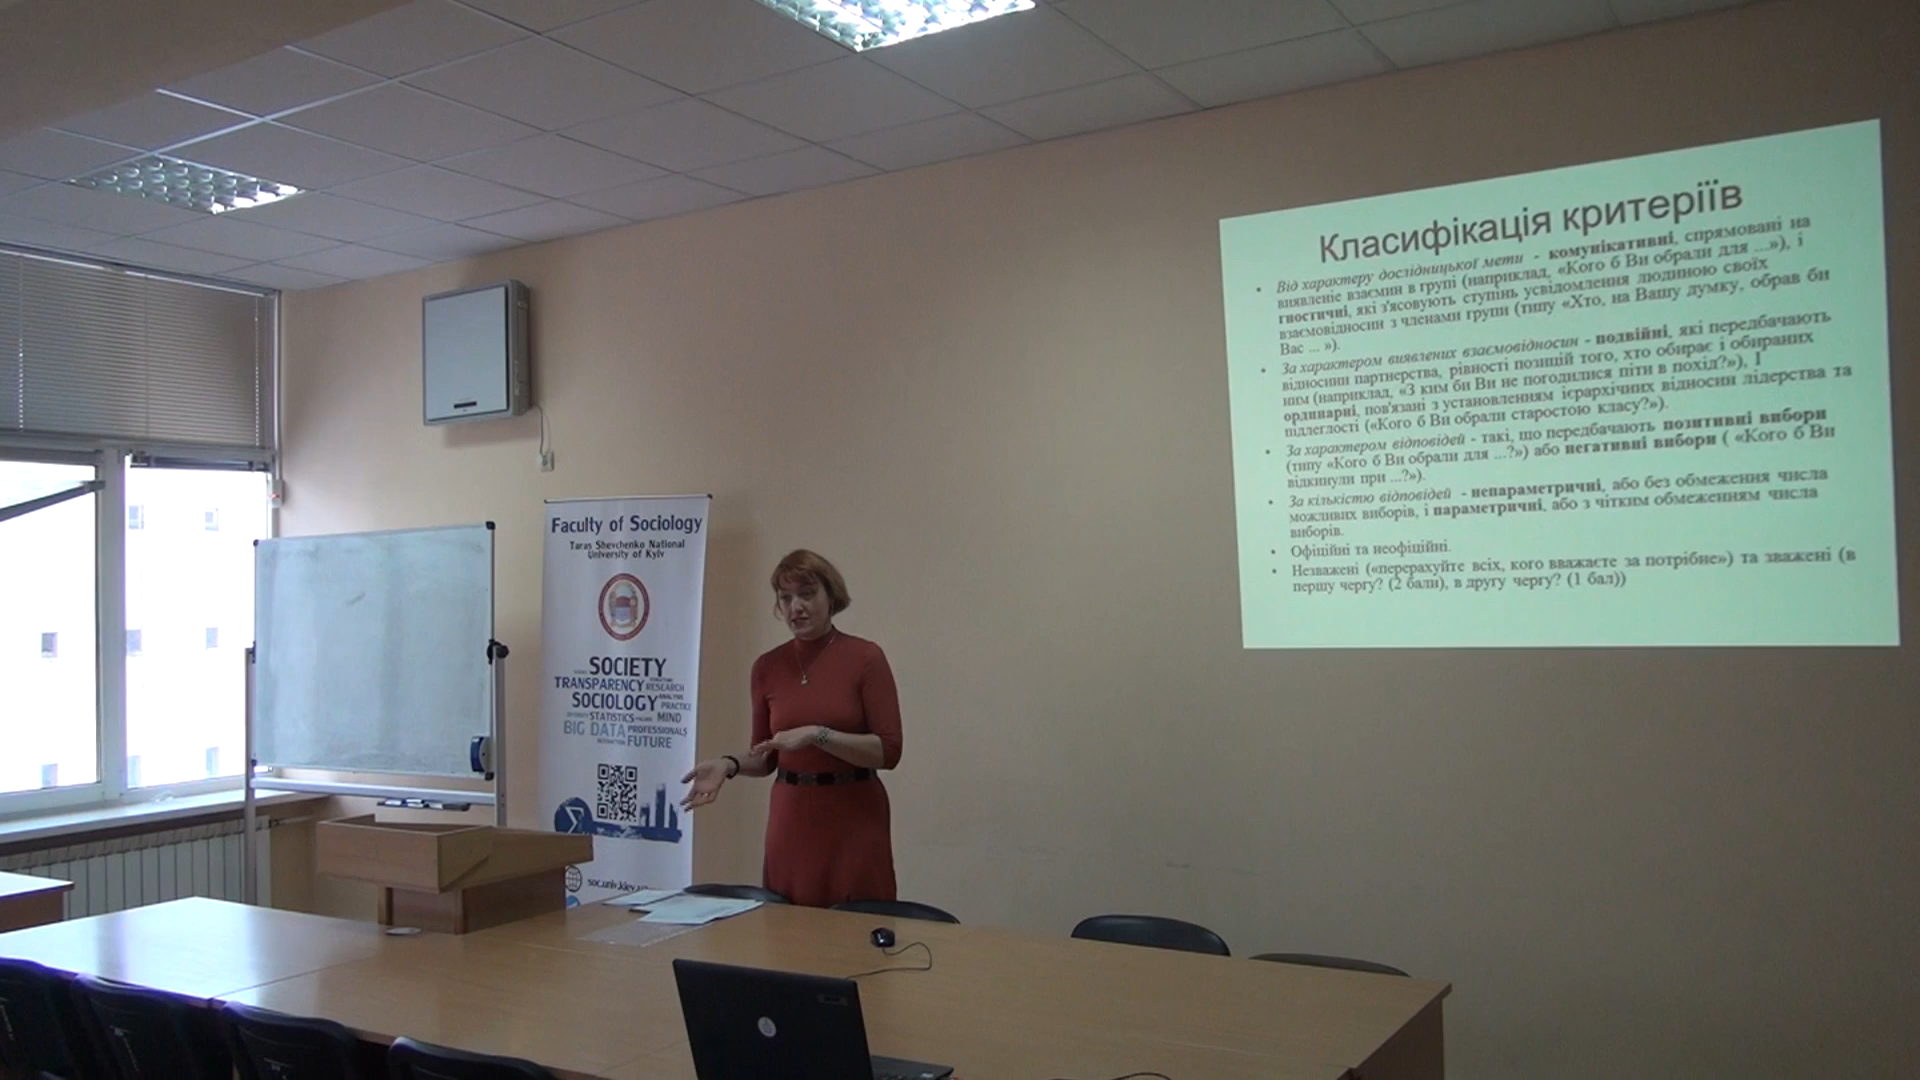 Faculty of Sociology
Taras Shevchenko National
University of Kyiv
SOCIETY
TRANSPARENCY RESEARCH
SOCIOLOGY PRACTICE
STATISTICS MIND
BIG DATA PROFESSIONALS
FUTURE
Σ
soc.univ.kiev.u
Класифікація критеріїв
• Від характеру дослідницької мети - комунікативні, спрямовані на
виявленіе взаємин в групі (наприклад, «Кого б Ви обрали для ...»), і
гностичні, які з'ясовують ступінь усвідомлення людиною своїх
взаємовідносин з членами групи (типу «Хто, на Вашу думку, обрав би
Вас ... »).
• За характером виявлених взаємовідносин - подвійні, які передбачають
відносини партнерства, рівності позицій того, хто обирає і обираних
ним (наприклад, «З ким би Ви не погодилися піти в похід?»), І
ординарні, пов'язані з установленням ієрархічних відносин лідерства та
підлеглості («Кого б Ви обрали старостою класу?»).
• За характером відповідей - такі, що передбачають позитивні вибори
(типу «Кого б Ви обрали для ...?») або негативні вибори ( «Кого б Ви
відкинули при ...?»).
• За кількістю відповідей - непараметричні, або без обмеження числа
можливих виборів, і параметричні, або з чітким обмеженням числа
виборів.
• Офіційні та неофіційні.
• Незважені («перерахуйте всіх, кого вважаєте за потрібне») та зважені (в
першу чергу? (2 бали), в другу чергу? (1 бал))